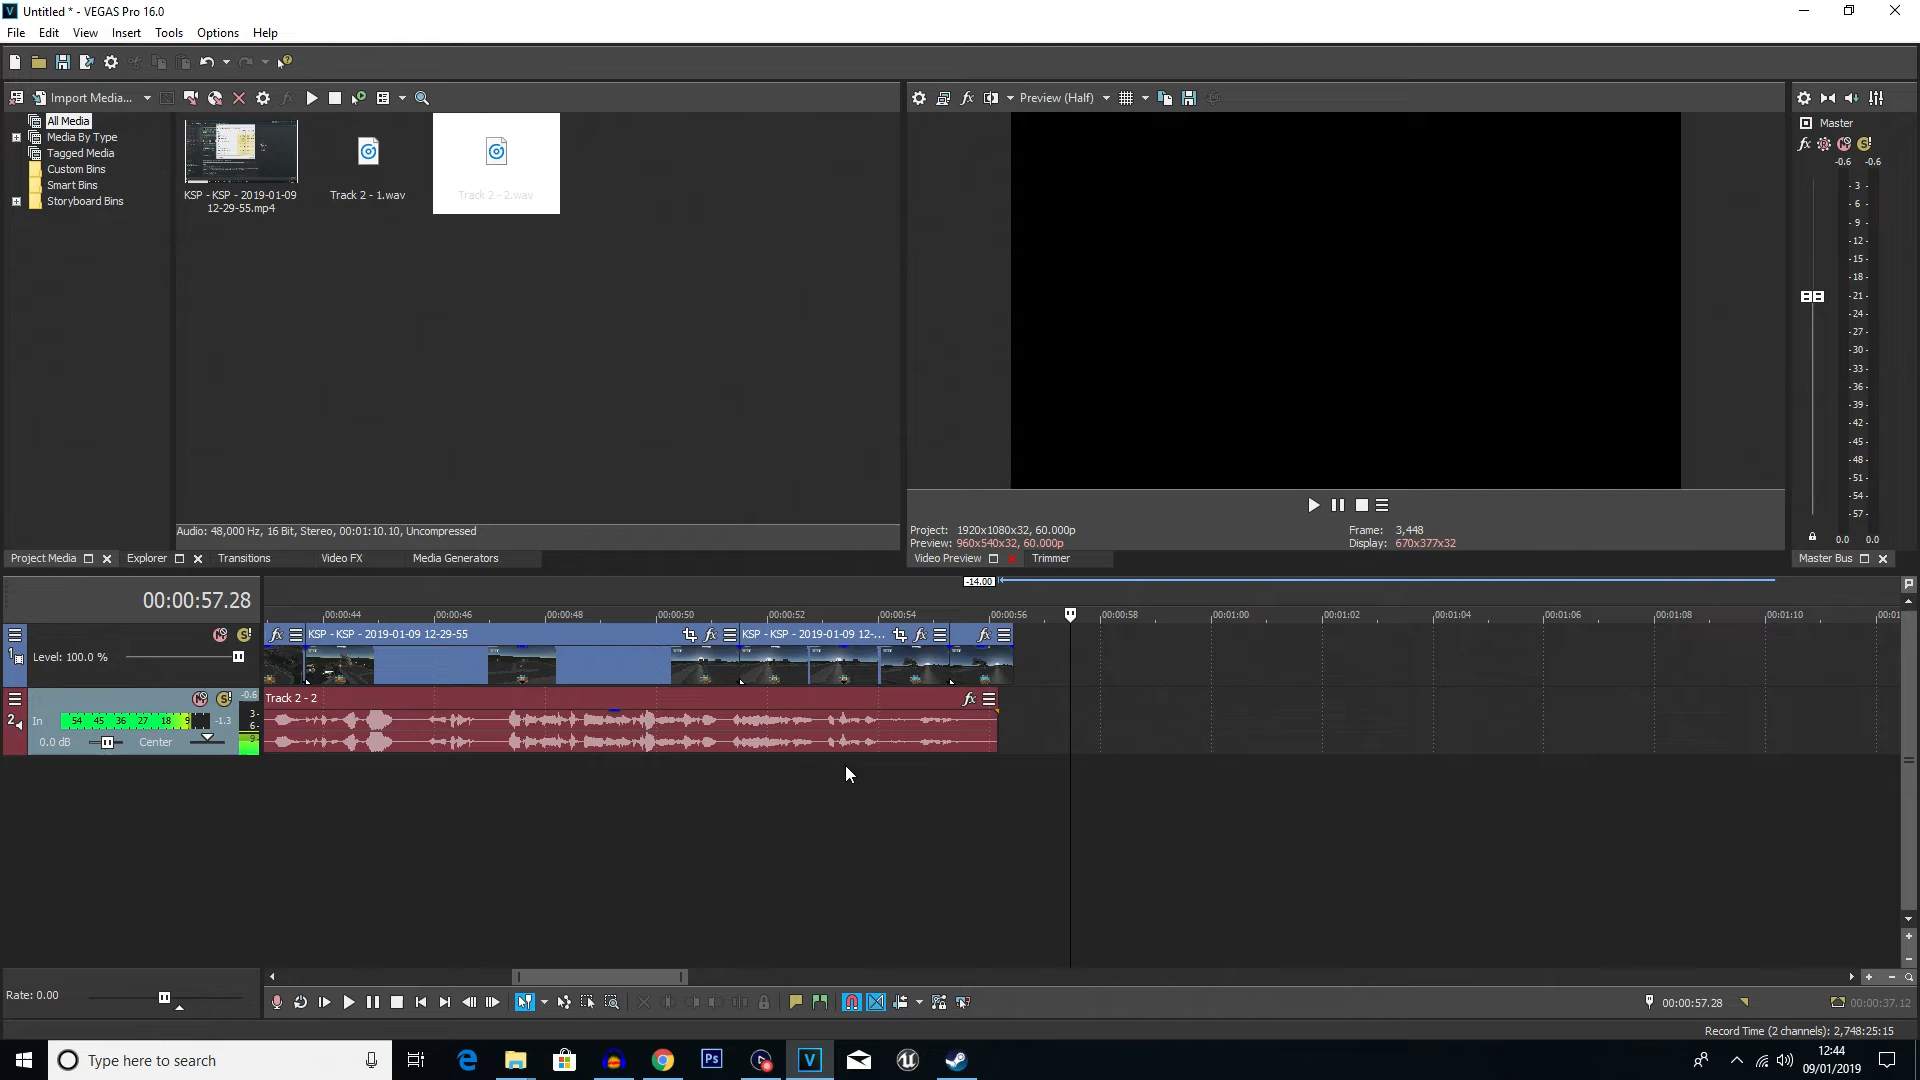 Untitled * - VEGAS Pro 16.0
File Edit View Insert Tools Options Help
Import Media... Preview (Half)
All Media
Media By Type
Tagged Media
Custom Bins
Smart Bins
Storyboard Bins
KSP - KSP - 2019-01-09
12-29-55.mp4
Track 2 - 1.wav
Track 2 - 2.wav
Master
-0.6 -0.6
- 3 -
- 6 -
- 9 -
- 12 -
- 15 -
- 18 -
- 21 -
- 24 -
- 27 -
- 30 -
- 33 -
- 36 -
- 39 -
- 42 -
- 45 -
- 48 -
- 51 -
- 54 -
- 57 -
0.0 0.0
Audio: 48,000 Hz, 16 Bit, Stereo, 00:01:10.10, Uncompressed
Project: 1920x1080x32, 60.000p
Preview: 960x540x32, 60.000p
Frame: 3,448
Display: 670x377x32
Project Media Explorer Transitions Video FX Media Generators
Video Preview Trimmer
Master Bus
-14.00
00:00:57.28
00:00:44 00:00:46 00:00:48 00:00:50 00:00:52 00:00:54 00:00:56 00:00:58 00:01:00 00:01:02 00:01:04 00:01:06 00:01:08 00:01:10 00:01
1
Level: 100.0 %
KSP - KSP - 2019-01-09 12-29-55
KSP - KSP - 2019-01-09 12-...
2
Track 2 - 2
In 54 45 36 27 18 9 -1.3
0.0 dB Center
-0.6
3-
6-
9-
Rate: 0.00
00:00:57.28
00:00:37.12
Record Time (2 channels): 2,748:25:15
Type here to search
Ps
V
12:44
09/01/2019